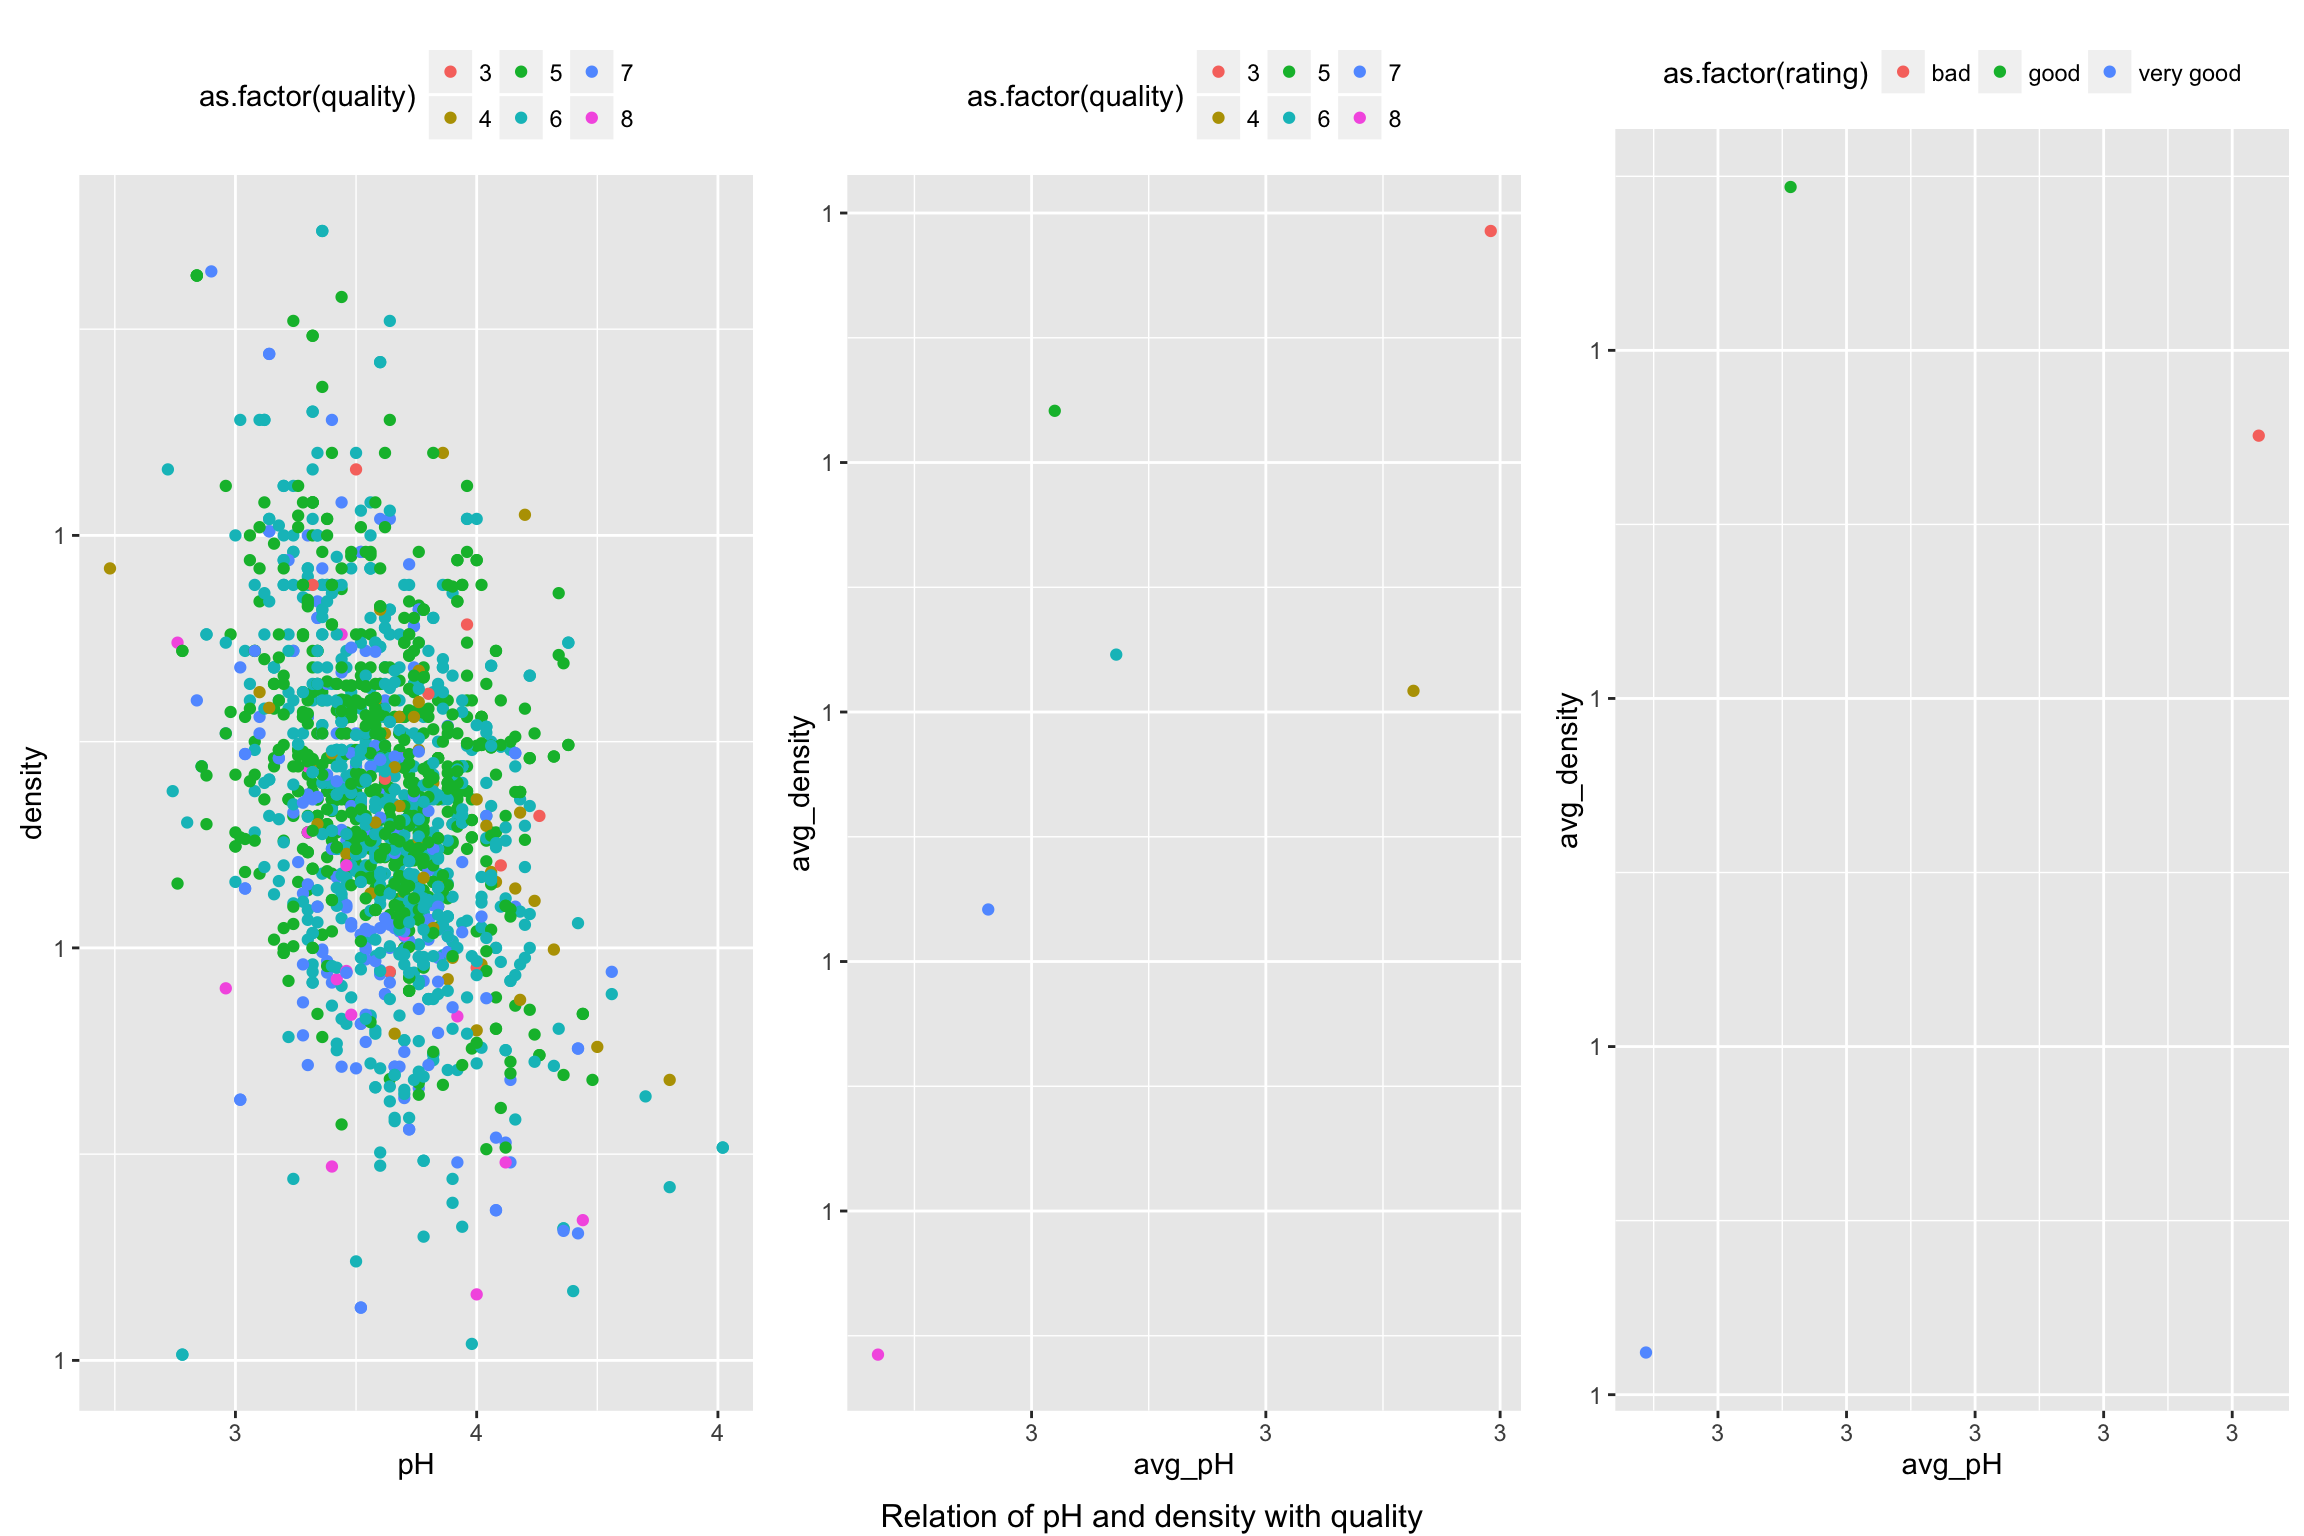 as.factor(quality) 3 5 7
4 6 8
density
1
1
1
3 4 4
pH
as.factor(quality) 3 5 7
4 6 8
avg_density
1
1
1
1
1
3 3 3
avg_pH
as.factor(rating) bad good very good
avg_density
1
1
1
1
3 3 3 3 3
avg_pH
Relation of pH and density with quality